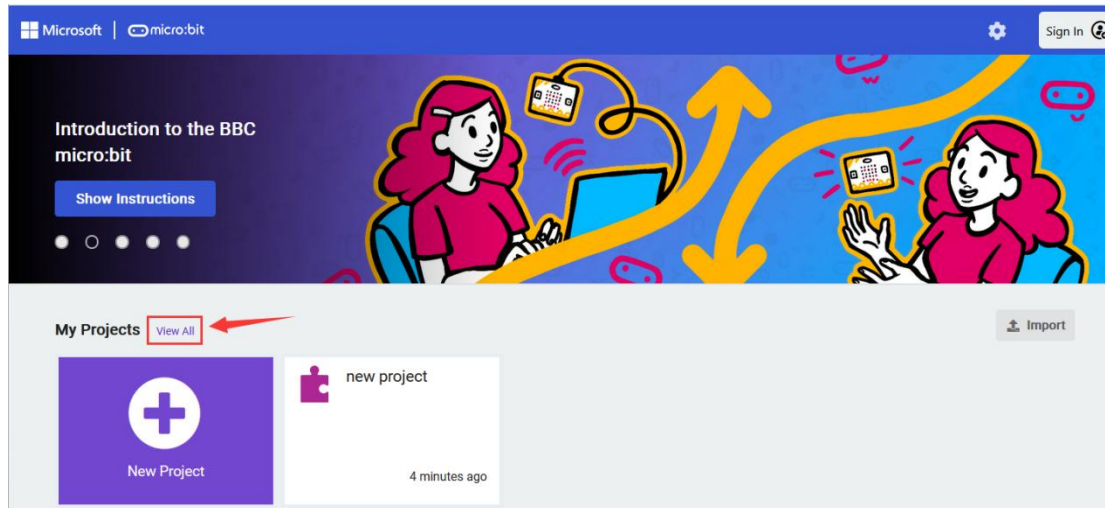 Microsoft micro:bit
Sign In
Introduction to the BBC
micro:bit
Show Instructions
My Projects View All
Import
New Project
new project
4 minutes ago